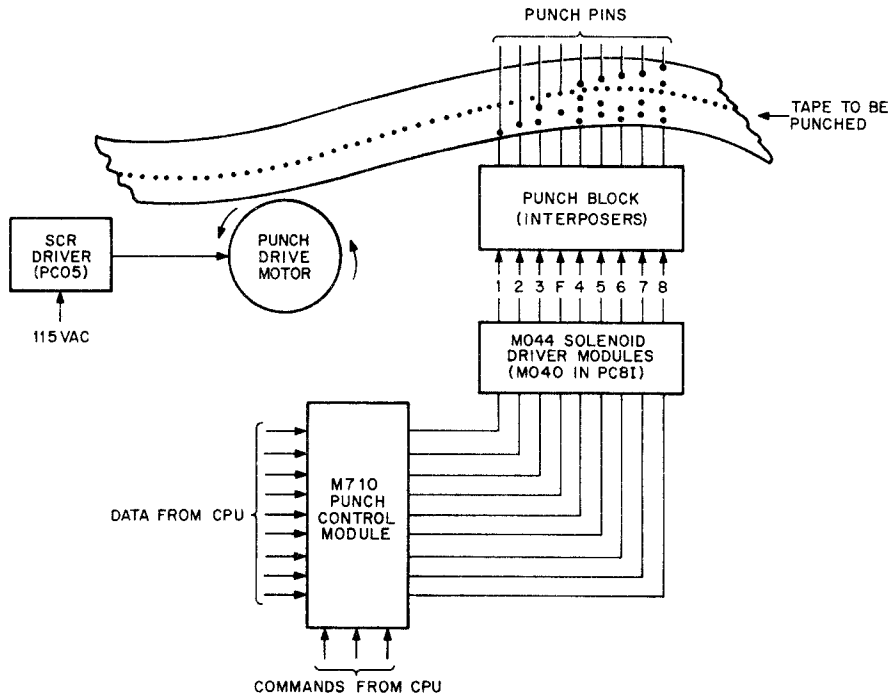 PUNCH PINS
TAPE TO BE
PUNCHED
PUNCH BLOCK
(INTERPOSERS)
SCR
DRIVER
(PC05)
PUNCH
DRIVE
MOTOR
115VAC
1 2 3 F 4 5 6 7 8
M044 SOLENOID
DRIVER MODULES
(M040 IN PC8I)
M710
PUNCH
CONTROL
MODULE
DATA FROM CPU
COMMANDS FROM CPU